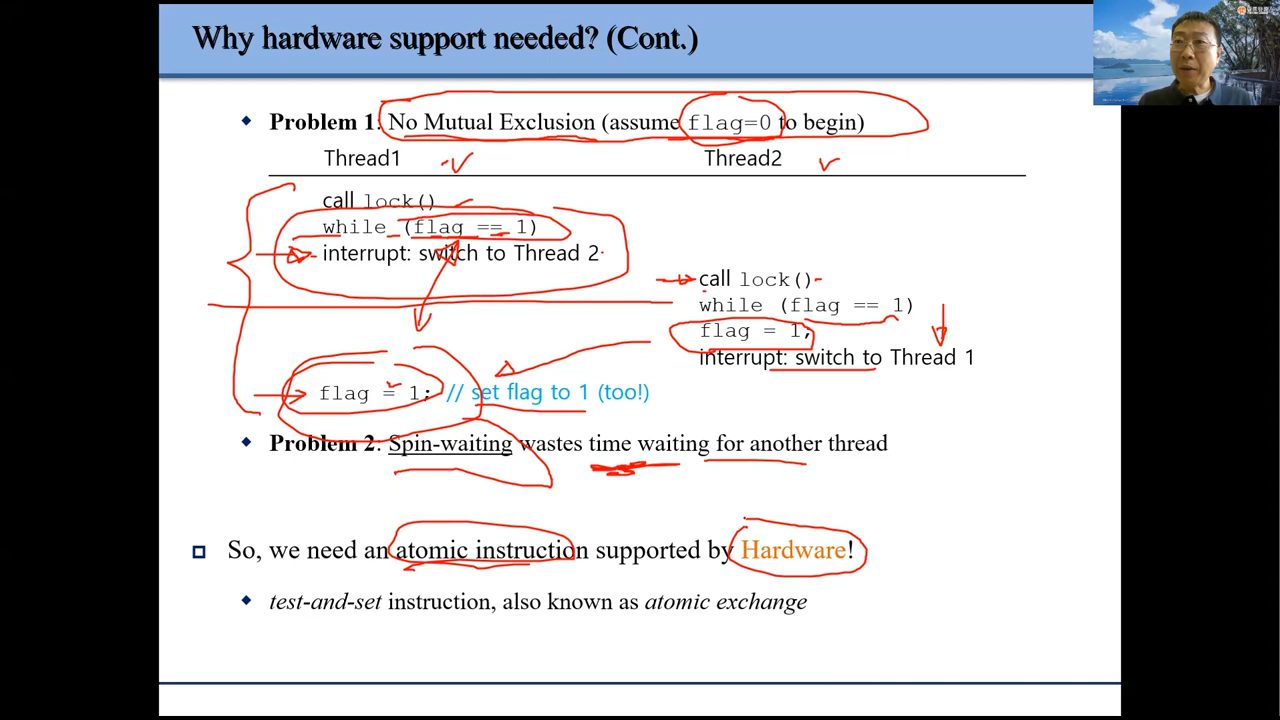 Why hardware support needed? (Cont.)
Problem 1: No Mutual Exclusion (assume flag=0 to begin)
Thread1 Thread2
call lock()
while (flag == 1)
interrupt: switch to Thread 2
call lock()
while (flag == 1)
flag = 1;
interrupt: switch to Thread 1
flag = 1; // set flag to 1 (too!)
Problem 2: Spin-waiting wastes time waiting for another thread
So, we need an atomic instruction supported by Hardware!
test-and-set instruction, also known as atomic exchange